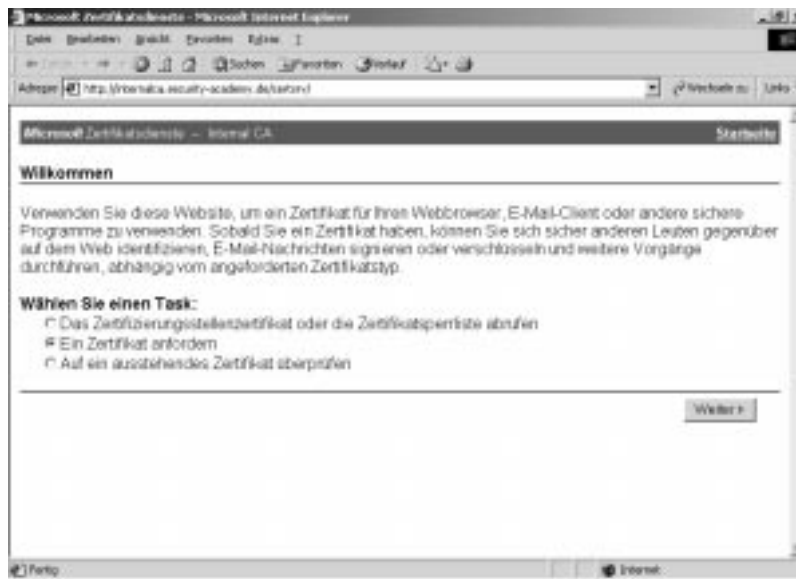 Microsoft Zertifikatsdienste - Microsoft Internet Explorer
Datei Bearbeiten Ansicht Favoriten Extras ?
Suchen Favoriten Verlauf
Adresse http://internalca.security-academy.de/certsrv/ Wechseln zu Links
Microsoft Zertifikatsdienste -- Internal CA Startseite
Willkommen
Verwenden Sie diese Website, um ein Zertifikat für Ihren Webbrowser, E-Mail-Client oder andere sichere
Programme zu verwenden. Sobald Sie ein Zertifikat haben, können Sie sich sicher anderen Leuten gegenüber
auf dem Web identifizieren, E-Mail-Nachrichten signieren oder verschlüsseln und weitere Vorgänge
durchführen, abhängig vom angeforderten Zertifikatstyp.
Wählen Sie einen Task:
Das Zertifizierungsstellenzertifikat oder die Zertifikatsperrliste abrufen
Ein Zertifikat anfordern
Auf ein ausstehendes Zertifikat überprüfen
Weiter >
Fertig Internet